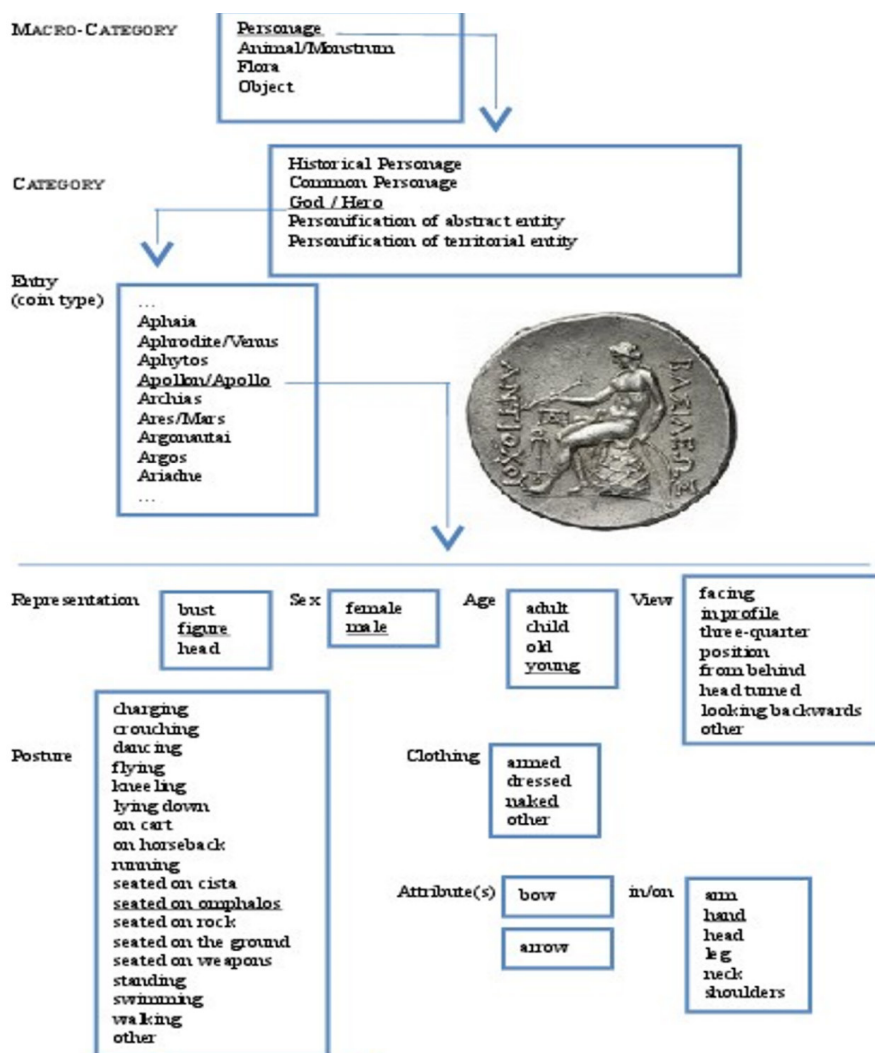 MACRO-CATEGORY
Personage
Animal/Monstrum
Flora
Object
CATEGORY
Historical Personage
Common Personage
God / Hero
Personification of abstract entity
Personification of territorial entity
Entry
(coin type)
...
Aphaia
Aphrodite/Venus
Aphytos
Apollon/Apollo
Archias
Ares/Mars
Argonautai
Argos
Ariadne
...
ΒΑΣΙΛΕΩΣ
ΑΝΤΙΟΧΟΥ
Representation
bust
figure
head
Sex
female
male
Age
adult
child
old
young
View
facing
in profile
three-quarter
position
from behind
head turned
looking backwards
other
Posture
charging
crouching
dancing
flying
kneeling
lying down
on cart
on horseback
running
seated on cista
seated on omphalos
seated on rock
seated on the ground
seated on weapons
standing
swimming
walking
other
Clothing
armed
dressed
naked
other
Attribute(s)
bow
arrow
in/on
arm
hand
head
leg
neck
shoulders